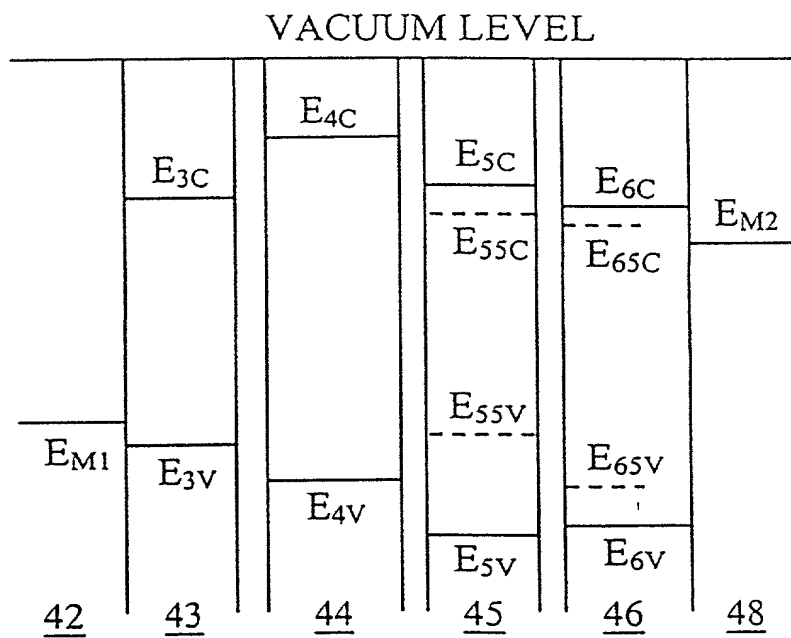 VACUUM LEVEL
E4C
E3C
E5C
E6C
EM2
E55C
E65C
E55V
EM1
E3V
E65V
E4V
E5V
E6V
42 43 44 45 46 48